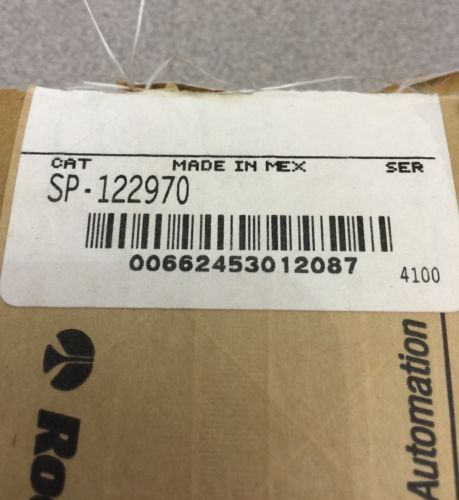 CAT MADE IN MEX SER
SP-122970
00662453012087
4100
Automation